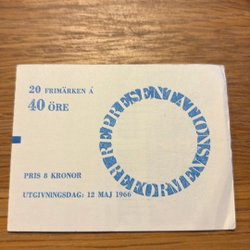 20 FRIMÄRKEN Á
40 ÖRE
REPRESENTATIONSREFORMEN
PRIS 8 KRONOR
UTGIVNINGSDAG: 12 MAJ 1966